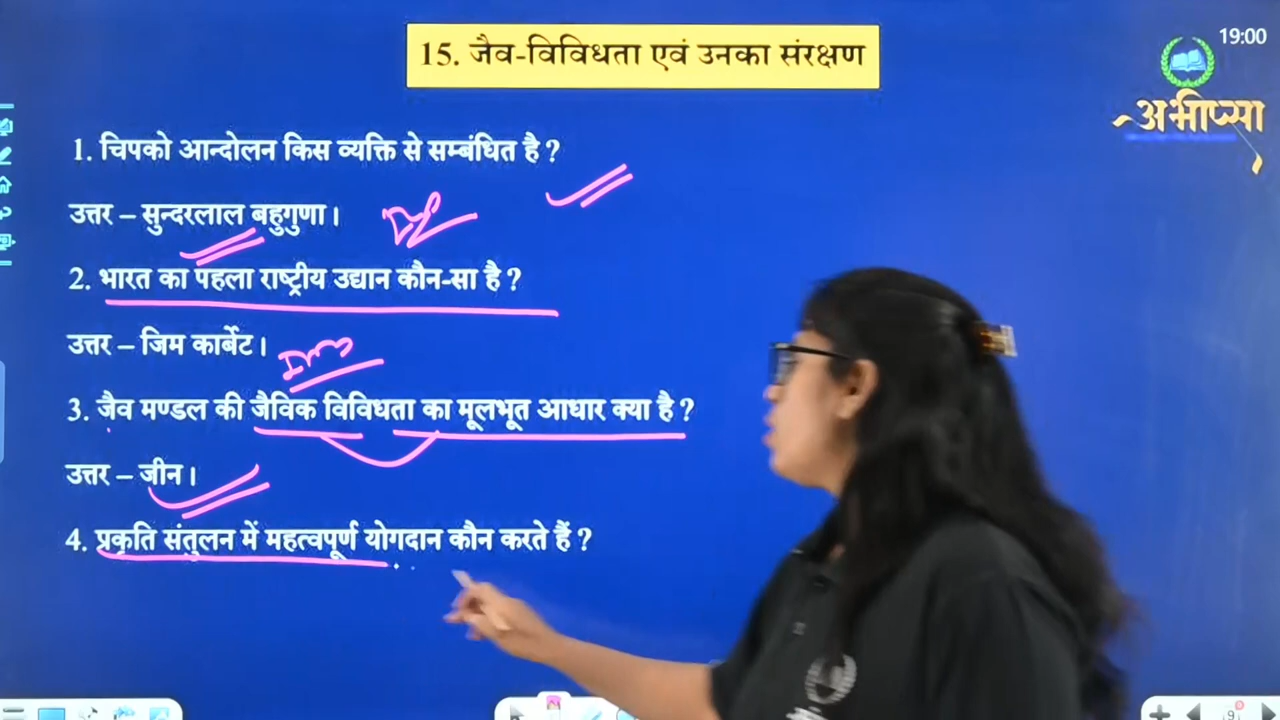 15. जैव-विविधता एवं उनका संरक्षण
19:00
अभीप्सा
1. चिपको आन्दोलन किस व्यक्ति से सम्बंधित है ?
उत्तर – सुन्दरलाल बहुगुणा।
2. भारत का पहला राष्ट्रीय उद्यान कौन-सा है ?
उत्तर – जिम कार्बेट।
3. जैव मण्डल की जैविक विविधता का मूलभूत आधार क्या है ?
उत्तर – जीन।
4. प्रकृति संतुलन में महत्वपूर्ण योगदान कौन करते हैं ?